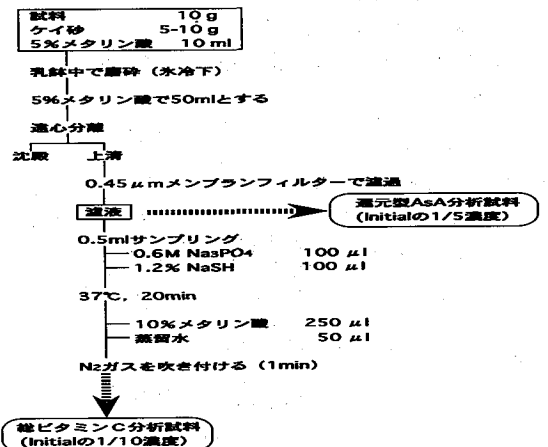 試料 10 g
ケイ砂 5-10 g
5%メタリン酸 10 ml
乳鉢中で磨砕（氷冷下）
5%メタリン酸で50mlとする
遠心分離
沈殿 上清
0.45μmメンブランフィルターで濾過
濾液
還元型AsA分析試料
(Initialの1/5濃度)
0.5mlサンプリング
0.6M Na3PO4 100 μl
1.2% NaSH 100 μl
37℃, 20min
10%メタリン酸 250 μl
蒸留水 50 μl
N2ガスを吹き付ける（1min）
総ビタミンC分析試料
(Initialの1/10濃度)